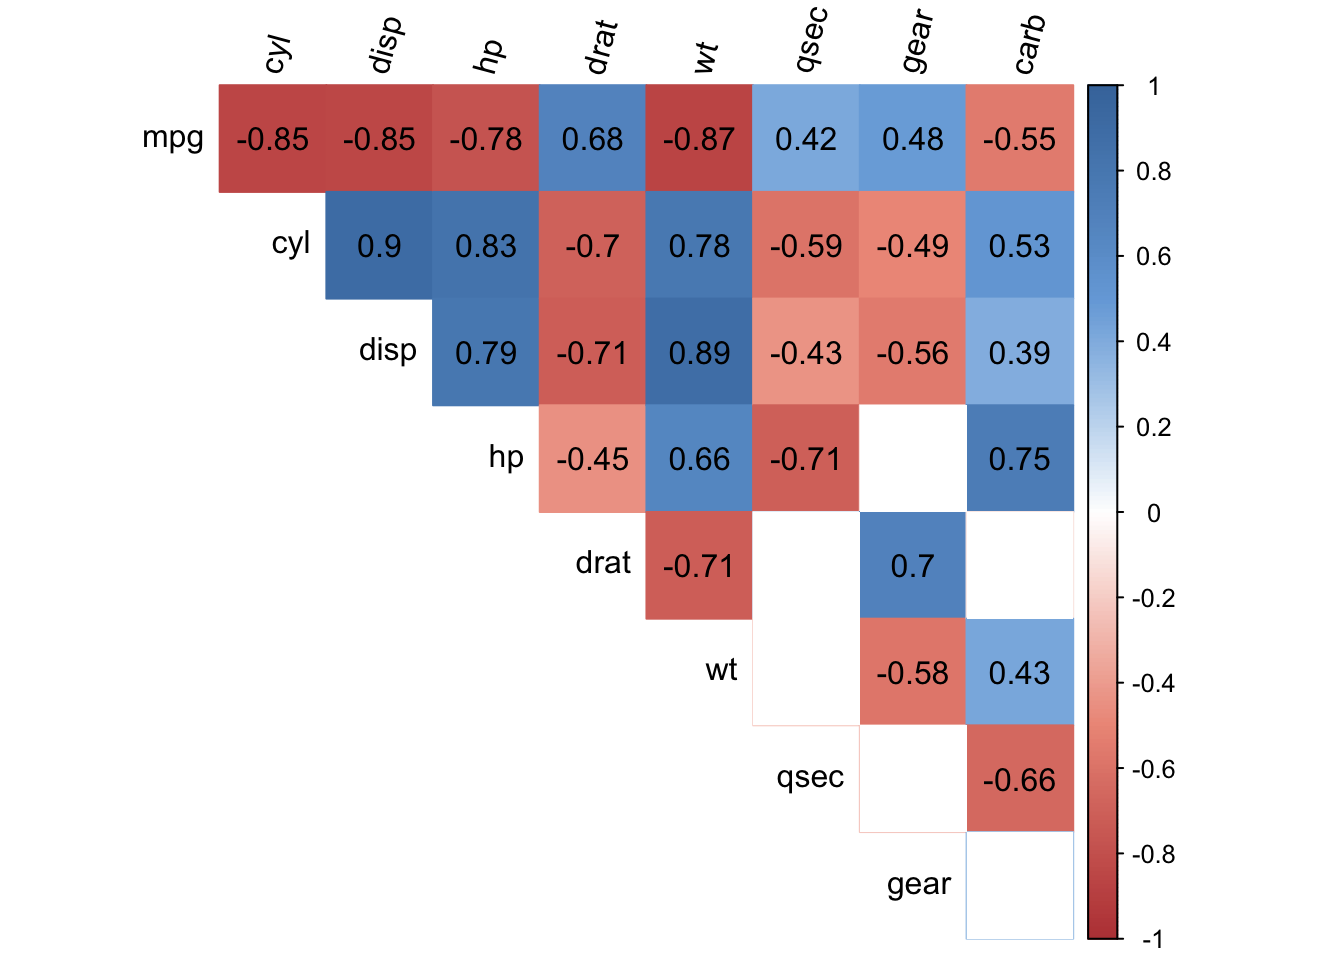 cyl disp hp drat wt qsec gear carb
mpg -0.85 -0.85 -0.78 0.68 -0.87 0.42 0.48 -0.55
cyl 0.9 0.83 -0.7 0.78 -0.59 -0.49 0.53
disp 0.79 -0.71 0.89 -0.43 -0.56 0.39
hp -0.45 0.66 -0.71 0.75
drat -0.71 0.7
wt -0.58 0.43
qsec -0.66
gear
1
0.8
0.6
0.4
0.2
0
-0.2
-0.4
-0.6
-0.8
-1